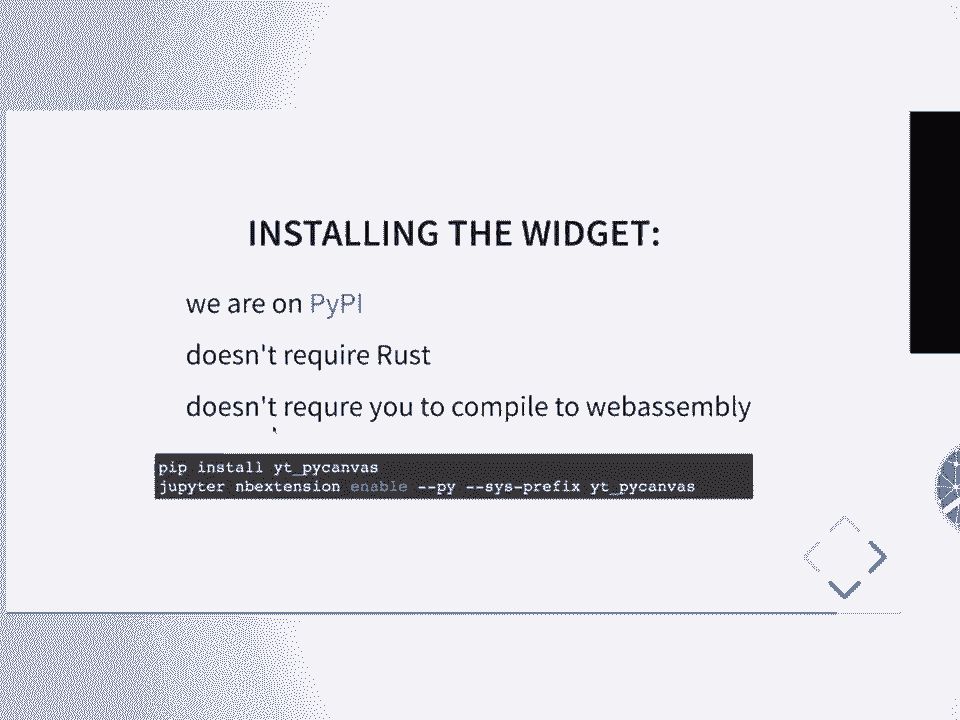 INSTALLING THE WIDGET:
we are on PyPI
doesn't require Rust
doesn't requre you to compile to webassembly
pip install yt_pycanvas
jupyter nbextension enable --py --sys-prefix yt_pycanvas